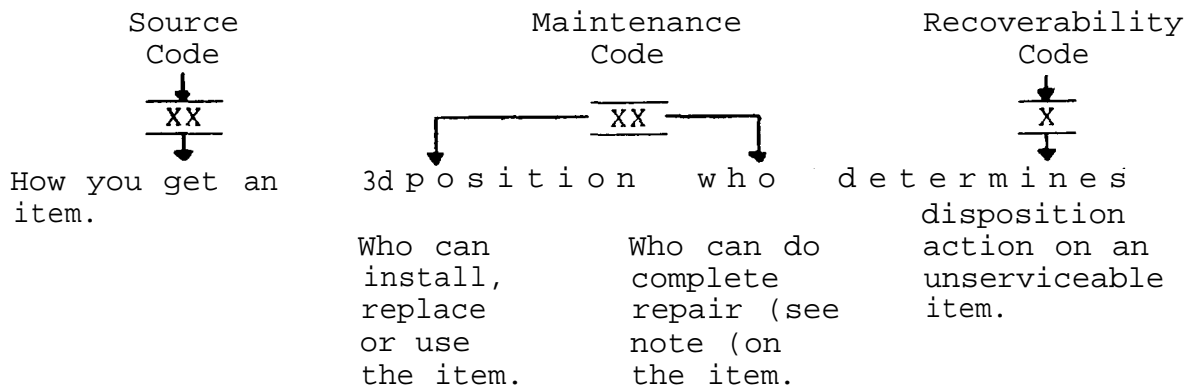 Source Maintenance Recoverability
Code Code Code
XX XX X
How you get an
item.
3d position who determines
disposition
action on an
unserviceable
item.
Who can
install,
replace
or use
the item.
Who can do
complete
repair (see
note (on
the item.